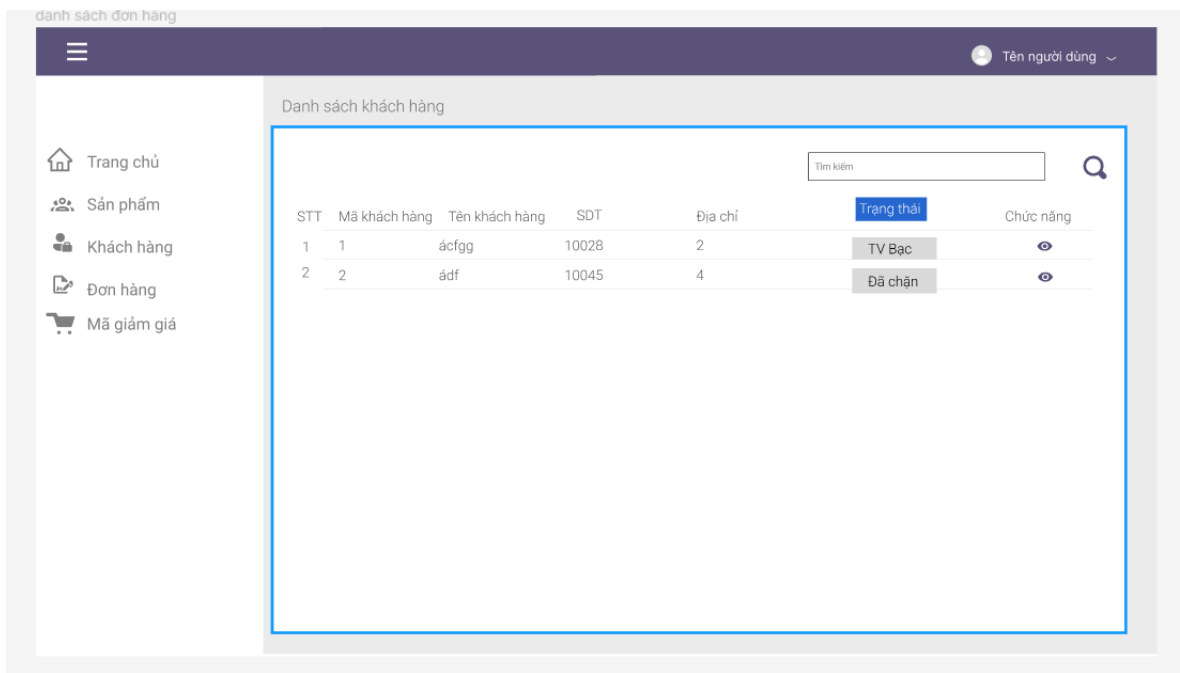 danh sách đơn hàng
Tên người dùng
Danh sách khách hàng
Trang chủ
Sản phẩm
Khách hàng
Đơn hàng
Mã giảm giá
Tìm kiếm
STT Mã khách hàng Tên khách hàng SDT Địa chỉ Trạng thái Chức năng
1 1 ácfgg 10028 2 TV Bạc
2 2 ádf 10045 4 Đã chặn